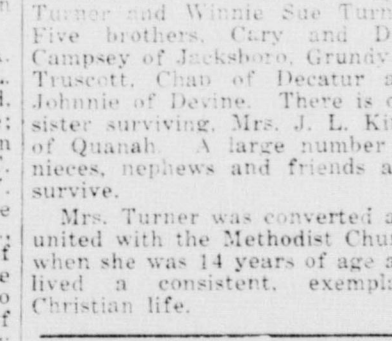 Turner and Winnie Sue Turn
Five brothers, Cary and D
Campsey of Jacksboro, Grundy
Truscott, Chap of Decatur a
Johnnie of Devine. There is
sister surviving, Mrs. J. L. Ki
of Quanah. A large number
nieces, nephews and friends a
survive.
Mrs. Turner was converted a
united with the Methodist Chur
when she was 14 years of age a
lived a consistent, exempla
Christian life.